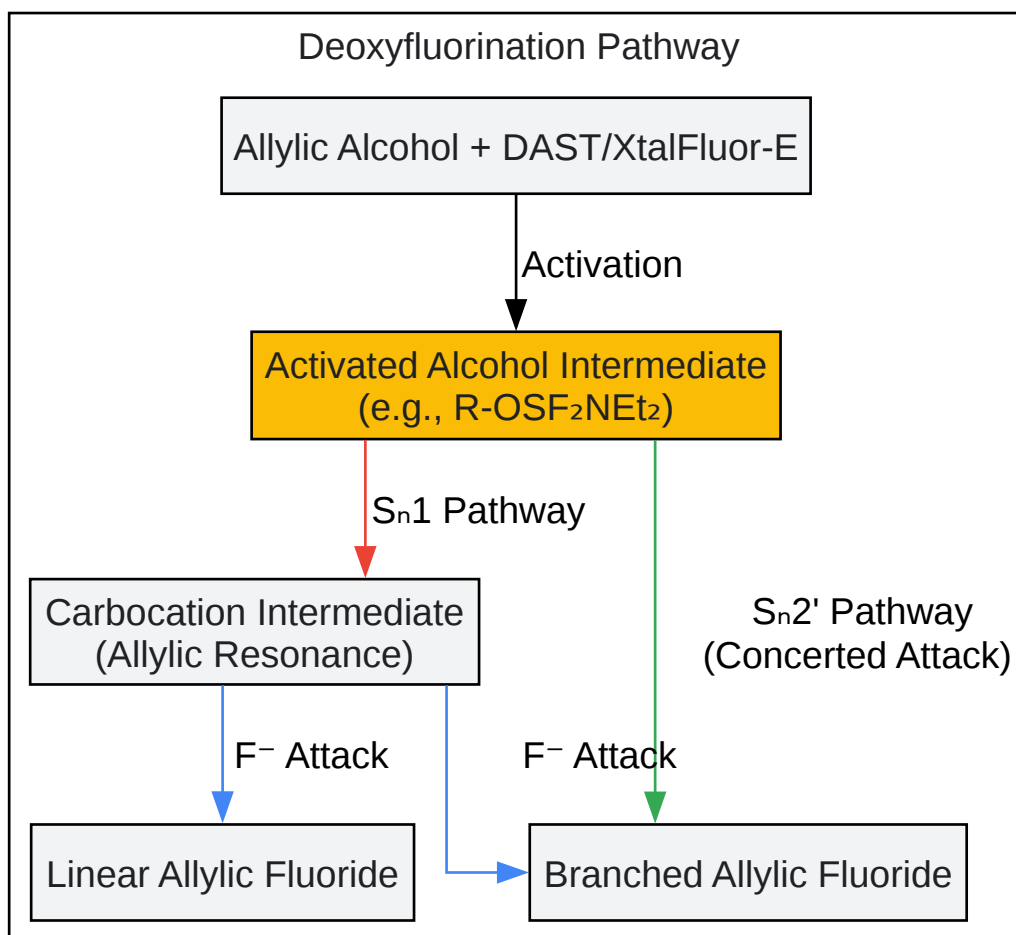 Deoxyfluorination Pathway
Allylic Alcohol + DAST/XtalFluor-E
Activation
Activated Alcohol Intermediate
(e.g., R-OSF₂NEt₂)
Sₙ1 Pathway
Carbocation Intermediate
(Allylic Resonance)
Sₙ2' Pathway
(Concerted Attack)
F⁻ Attack
F⁻ Attack
Linear Allylic Fluoride
Branched Allylic Fluoride